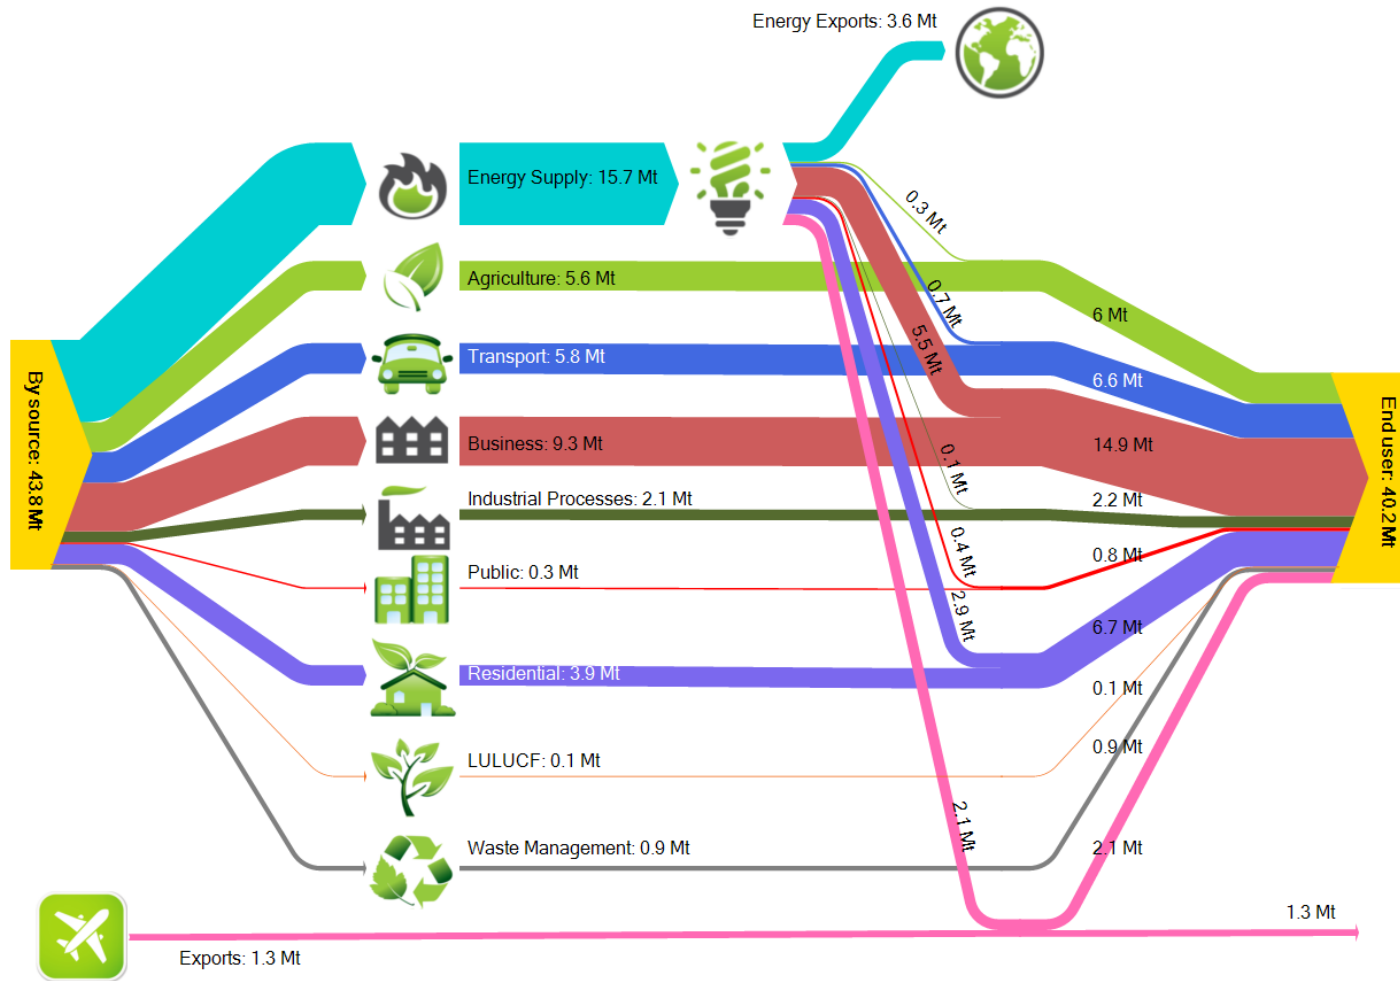 Energy Exports: 3.6 Mt
Energy Supply: 15.7 Mt
0.3 Mt
Agriculture: 5.6 Mt
0.7 Mt
6 Mt
5.5 Mt
Transport: 5.8 Mt
6.6 Mt
By source: 43.8 Mt
End user: 40.2 Mt
Business: 9.3 Mt
14.9 Mt
0.1 Mt
Industrial Processes: 2.1 Mt
2.2 Mt
0.4 Mt
0.8 Mt
Public: 0.3 Mt
2.9 Mt
6.7 Mt
Residential: 3.9 Mt
0.1 Mt
LULUCF: 0.1 Mt
0.9 Mt
2.1 Mt
Waste Management: 0.9 Mt
2.1 Mt
1.3 Mt
Exports: 1.3 Mt